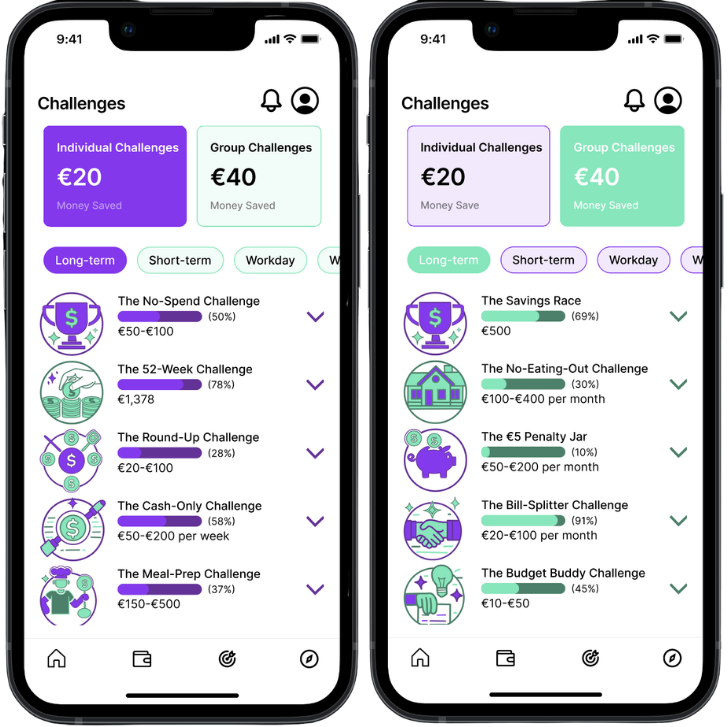 9:41
Challenges
Individual Challenges
€20
Money Saved
Group Challenges
€40
Money Saved
Long-term
Short-term
Workday
W
The No-Spend Challenge
(50%)
€50-€100
The 52-Week Challenge
(78%)
€1,378
The Round-Up Challenge
(28%)
€20-€100
The Cash-Only Challenge
(58%)
€50-€200 per week
The Meal-Prep Challenge
(37%)
€150-€500
9:41
Challenges
Individual Challenges
€20
Money Save
Group Challenges
€40
Money Saved
Long-term
Short-term
Workday
W
The Savings Race
(69%)
€500
The No-Eating-Out Challenge
(30%)
€100-€400 per month
The €5 Penalty Jar
(10%)
€50-€200 per month
The Bill-Splitter Challenge
(91%)
€20-€100 per month
The Budget Buddy Challenge
(45%)
€10-€50